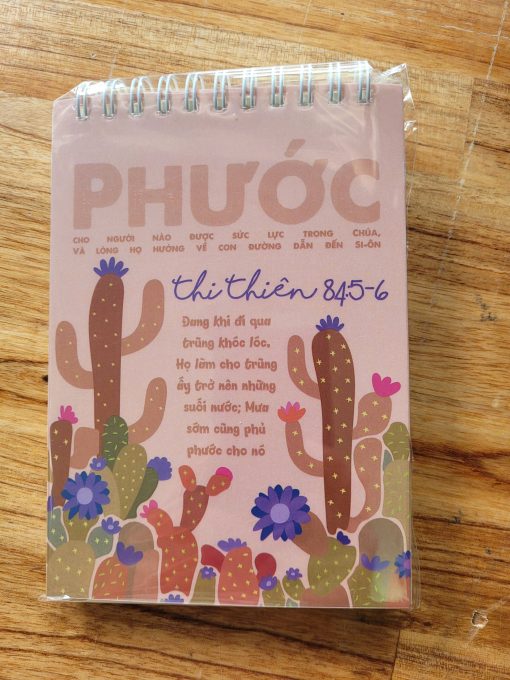 PHƯỚC
CHO NGƯỜI NÀO ĐƯỢC SỨC LỰC TRONG CHÚA,
VÀ LÒNG HỌ HƯỚNG VỀ CON ĐƯỜNG DẪN ĐẾN SI-ÔN
thi thiên 84:5-6
Đang khi đi qua
trũng khóc lóc,
Họ làm cho trũng
ấy trở nên những
suối nước; Mưa
sớm cũng phủ
phước cho nó